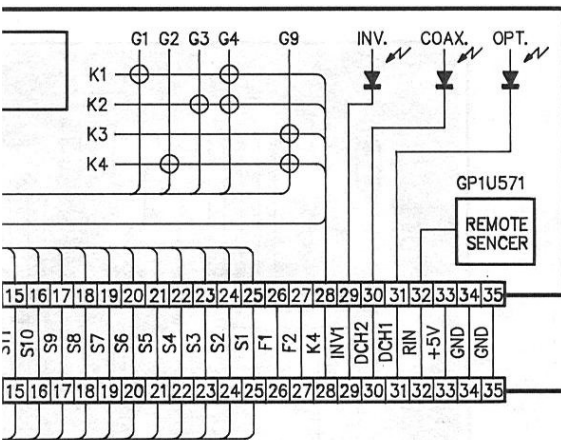 G1 G2 G3 G4 G9 INV. COAX. OPT.
K1
K2
K3
K4
GP1U571
REMOTE
SENCER
15 16 17 18 19 20 21 22 23 24 25 26 27 28 29 30 31 32 33 34 35
S11 S10 S9 S8 S7 S6 S5 S4 S3 S2 S1 F1 F2 K4 INV1 DCH2 DCH1 RIN +5V GND GND
15 16 17 18 19 20 21 22 23 24 25 26 27 28 29 30 31 32 33 34 35